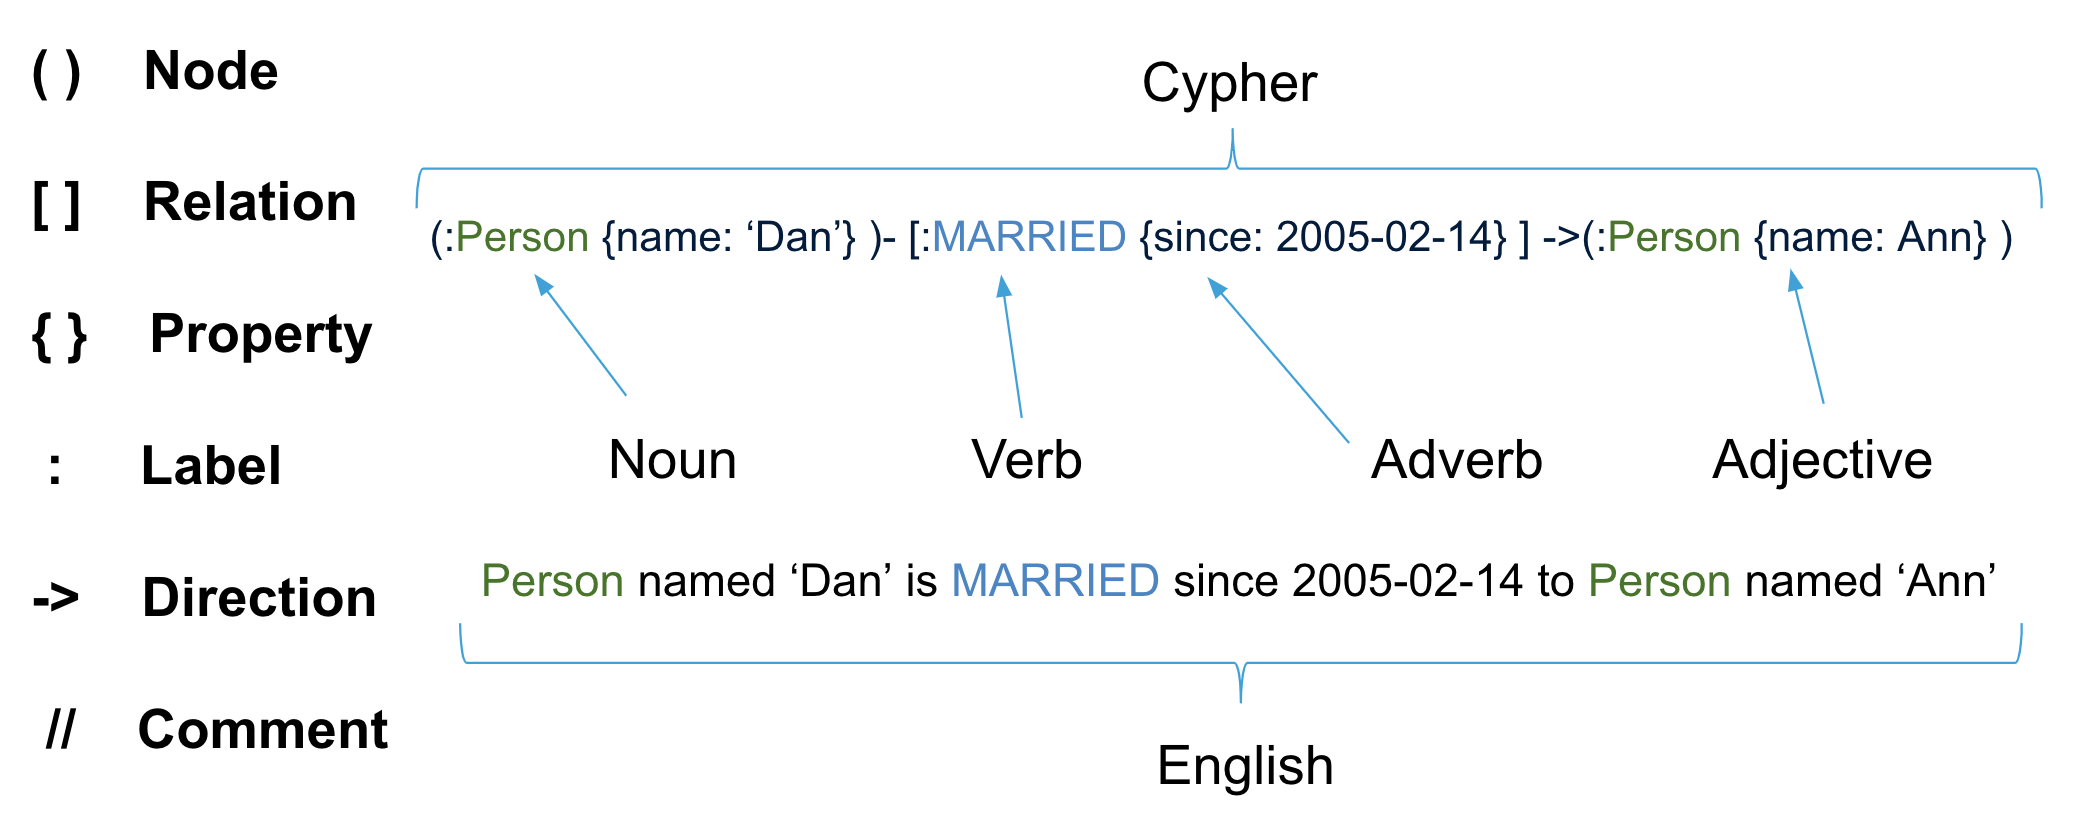 ( ) Node
[ ] Relation
{ } Property
: Label
-> Direction
// Comment
Cypher
(:Person {name: ‘Dan’} )- [:MARRIED {since: 2005-02-14} ] ->(:Person {name: Ann} )
Noun Verb Adverb Adjective
Person named ‘Dan’ is MARRIED since 2005-02-14 to Person named ‘Ann’
English